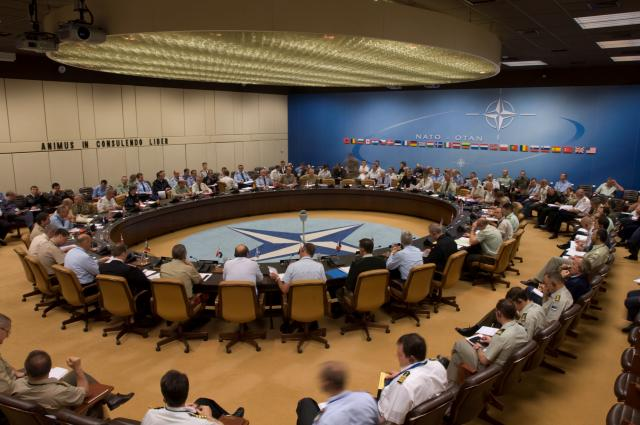 ANIMUS IN CONSULENDO LIBER
NATO - OTAN